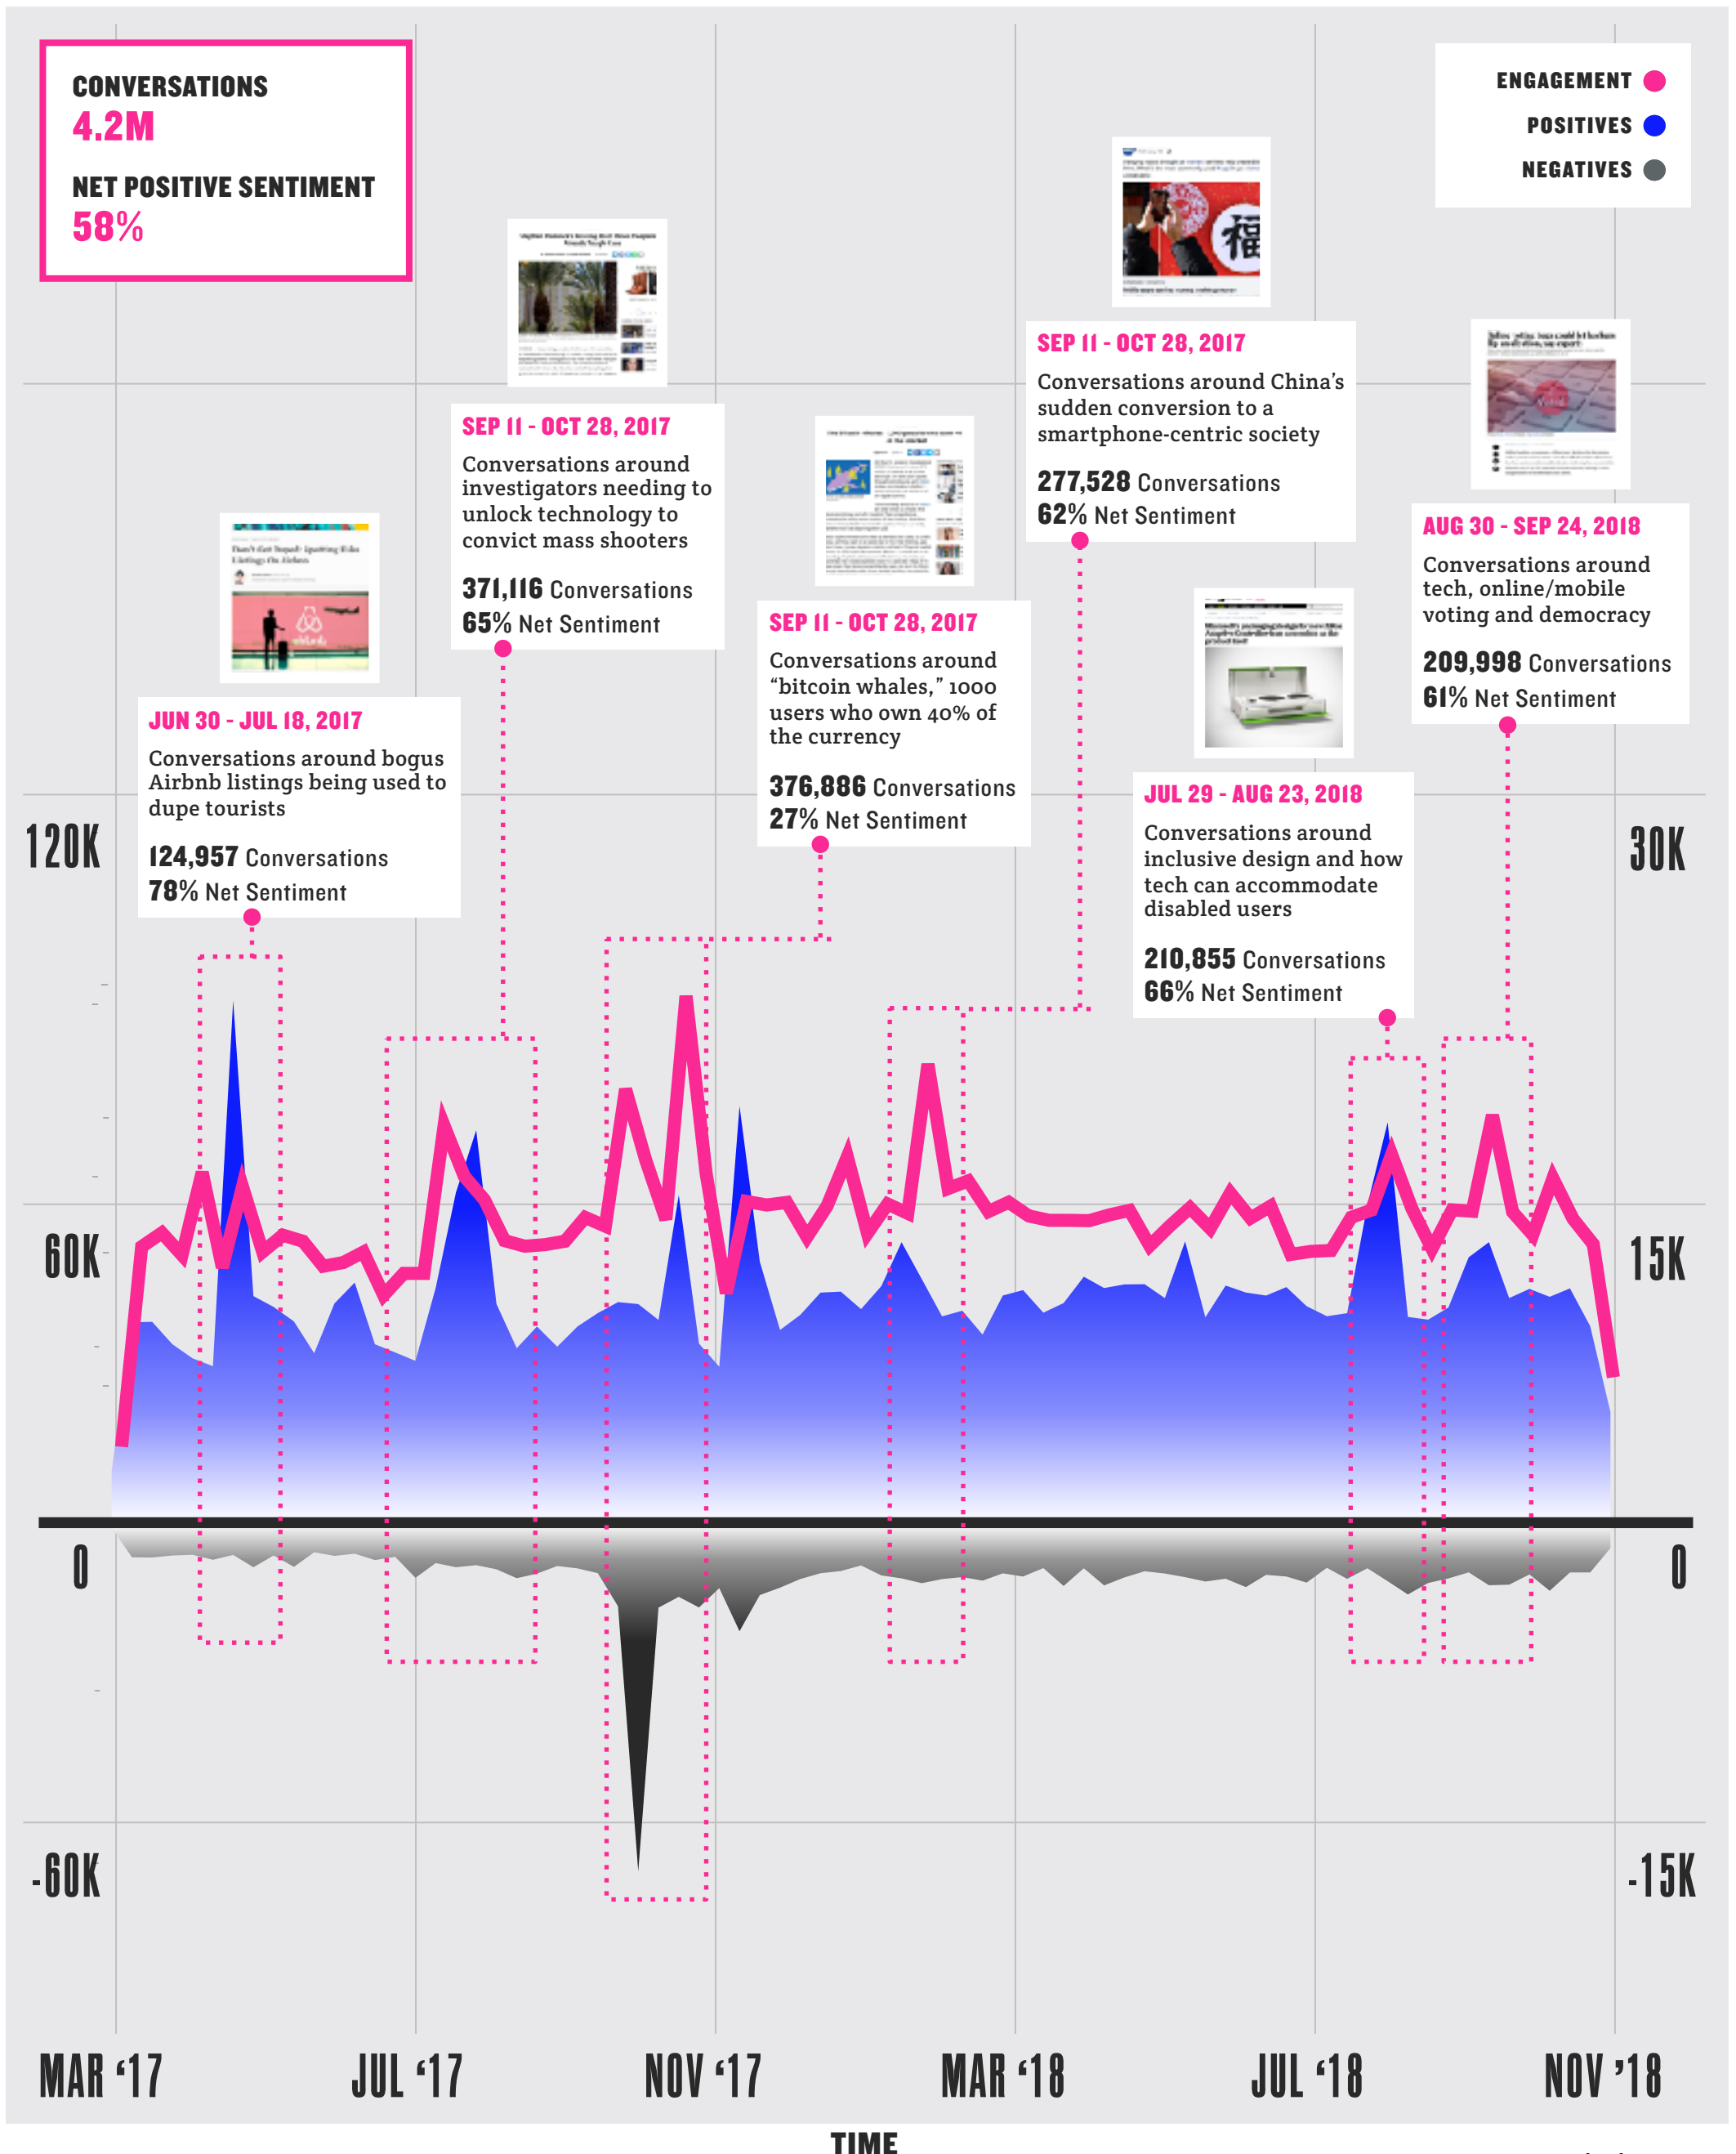 CONVERSATIONS
4.2M
NET POSITIVE SENTIMENT
58%
ENGAGEMENT
POSITIVES
NEGATIVES
SEP 11 - OCT 28, 2017
Conversations around
investigators needing to
unlock technology to
convict mass shooters
371,116 Conversations
65% Net Sentiment
SEP 11 - OCT 28, 2017
Conversations around China’s
sudden conversion to a
smartphone-centric society
277,528 Conversations
62% Net Sentiment
AUG 30 - SEP 24, 2018
Conversations around
tech, online/mobile
voting and democracy
209,998 Conversations
61% Net Sentiment
SEP 11 - OCT 28, 2017
Conversations around
“bitcoin whales,” 1000
users who own 40% of
the currency
376,886 Conversations
27% Net Sentiment
JUN 30 - JUL 18, 2017
Conversations around bogus
Airbnb listings being used to
dupe tourists
124,957 Conversations
78% Net Sentiment
JUL 29 - AUG 23, 2018
Conversations around
inclusive design and how
tech can accommodate
disabled users
210,855 Conversations
66% Net Sentiment
福
120K
30K
60K
15K
0
0
-60K
-15K
MAR ‘17
JUL ‘17
NOV ‘17
MAR ‘18
JUL ‘18
NOV ’18
TIME